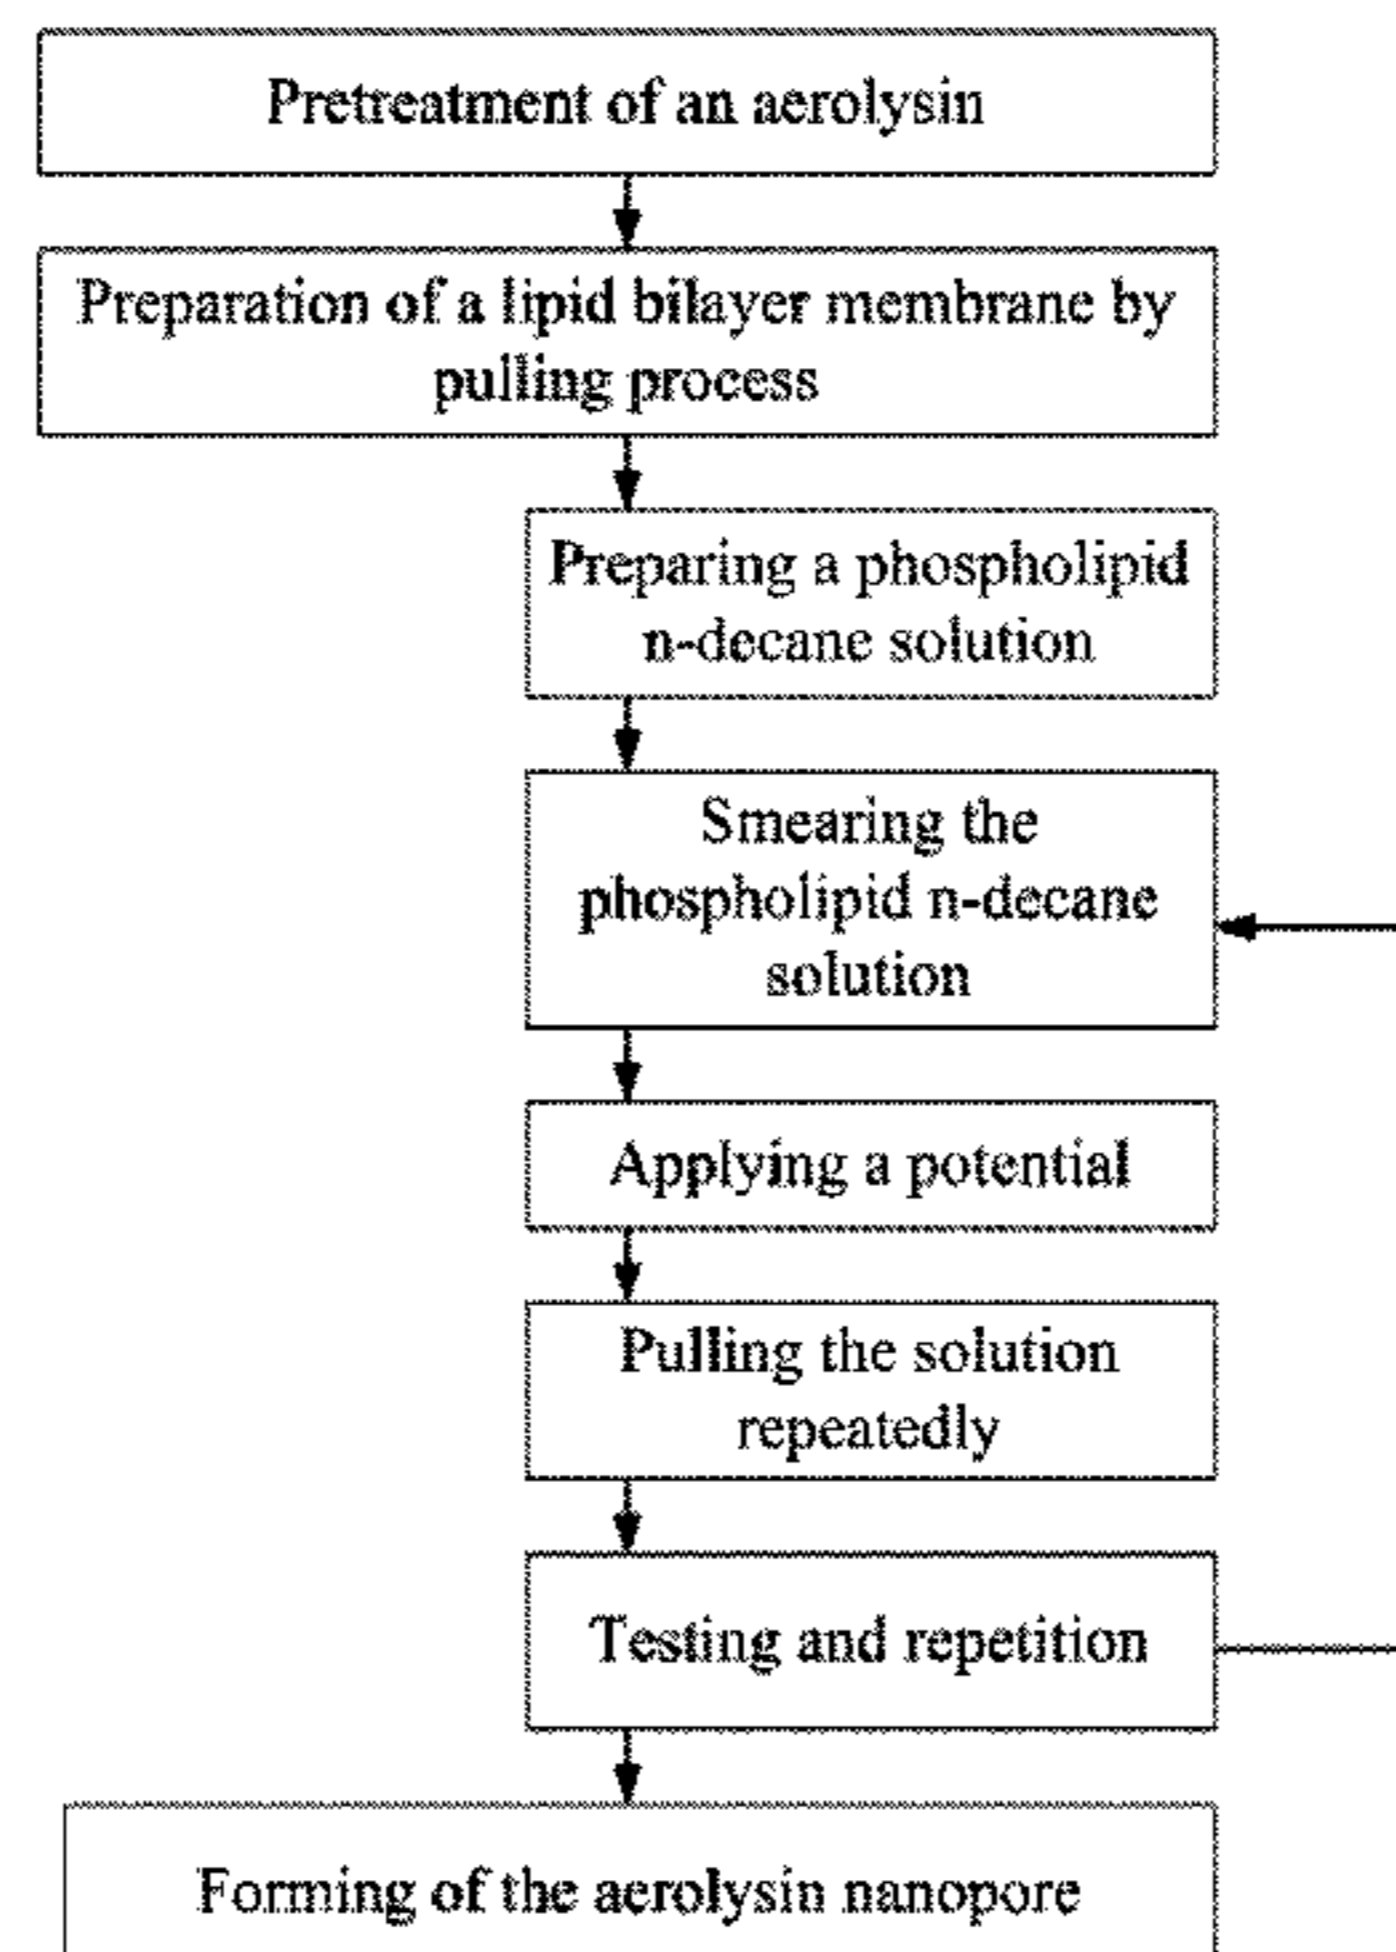 Pretreatment of an aerolysin
Preparation of a lipid bilayer membrane by
pulling process
Preparing a phospholipid
n-decane solution
Smearing the
phospholipid n-decane
solution
Applying a potential
Pulling the solution
repeatedly
Testing and repetition
Forming of the aerolysin nanopore